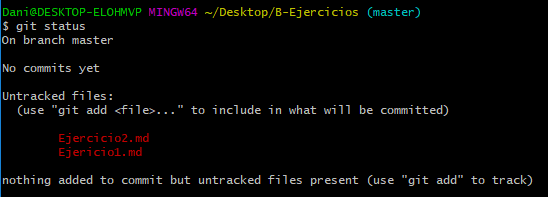 Dani@DESKTOP-ELOHMVP MINGW64 ~/Desktop/B-Ejercicios (master)
$ git status
On branch master
No commits yet
Untracked files:
(use "git add <file>..." to include in what will be committed)
Ejercicio2.md
Ejericio1.md
nothing added to commit but untracked files present (use "git add" to track)